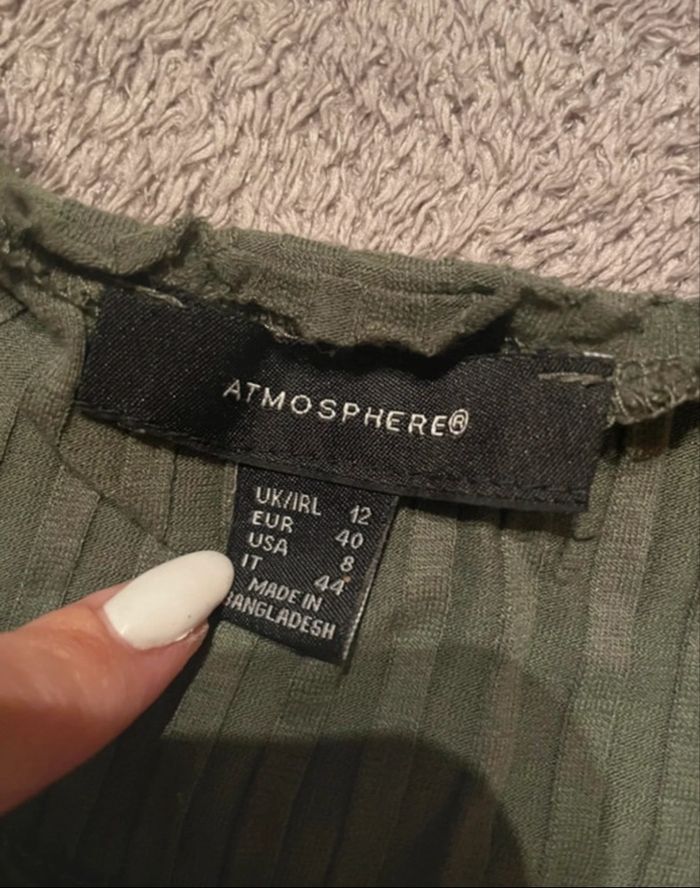 ATMOSPHERE®
UK/IRL 12
EUR 40
USA 8
IT 44
MADE IN
BANGLADESH